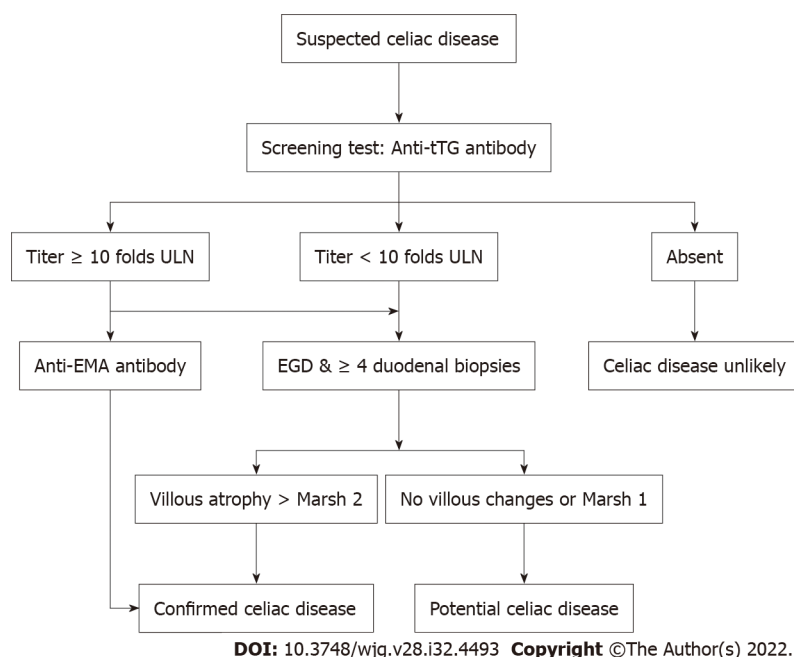 Suspected celiac disease
Screening test: Anti-tTG antibody
Titer ≥ 10 folds ULN
Titer < 10 folds ULN
Absent
Anti-EMA antibody
EGD & ≥ 4 duodenal biopsies
Celiac disease unlikely
Villous atrophy > Marsh 2
No villous changes or Marsh 1
Confirmed celiac disease
Potential celiac disease
DOI: 10.3748/wjg.v28.i32.4493 Copyright ©The Author(s) 2022.